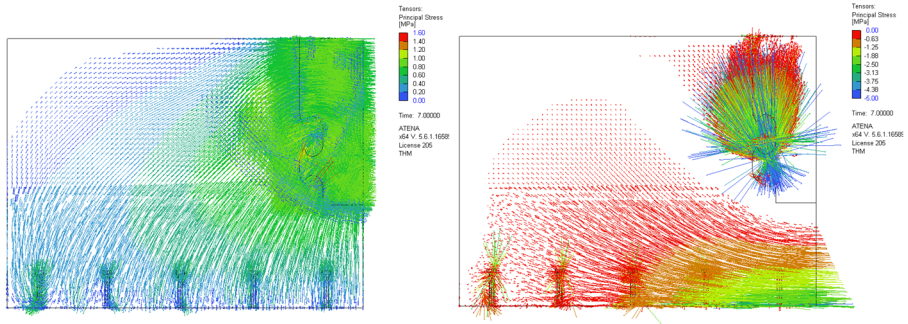 Tensors:
Principal Stress
[MPa]
1.60
1.40
1.20
1.00
0.80
0.60
0.40
0.20
0.00
Time: 7.00000
ATENA
x64 V. 5.6.1.1658
License 205
THM
Tensors:
Principal Stress
[MPa]
0.00
-0.63
-1.25
-1.88
-2.50
-3.13
-3.75
-4.38
-5.00
Time: 7.00000
ATENA
x64 V. 5.6.1.1658
License 205
THM